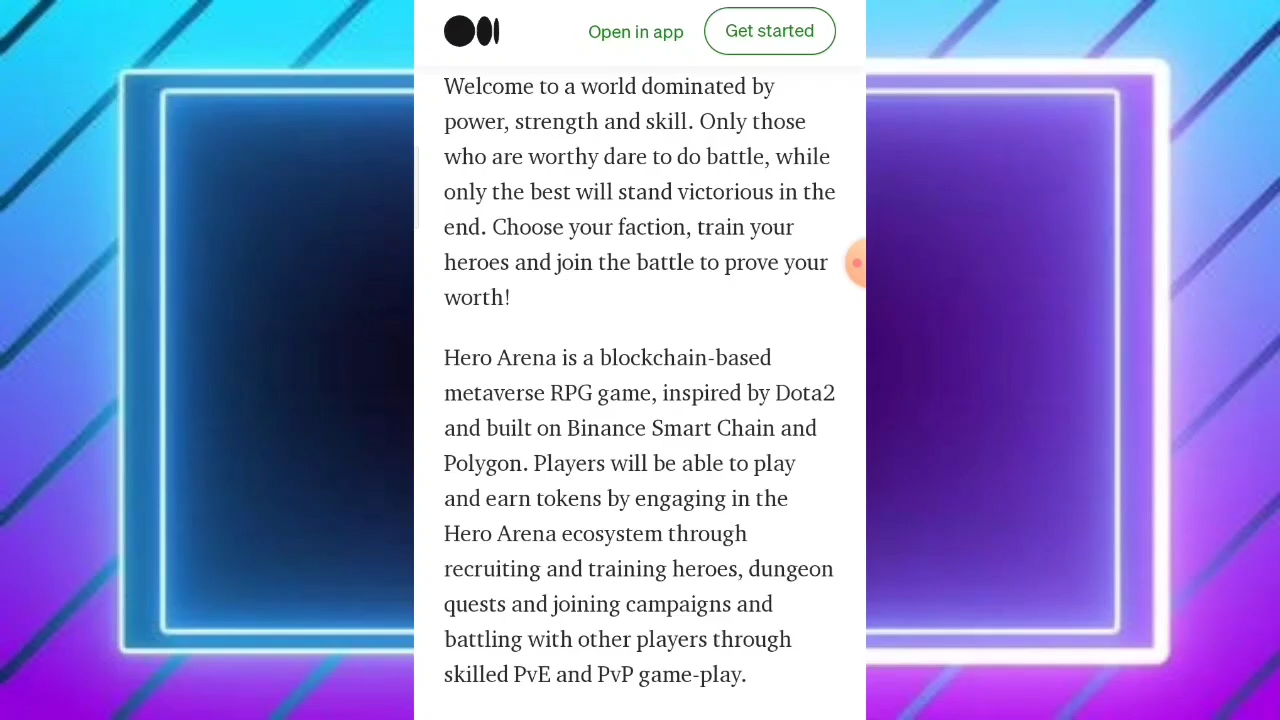 Open in app
Get started
Welcome to a world dominated by
power, strength and skill. Only those
who are worthy dare to do battle, while
only the best will stand victorious in the
end. Choose your faction, train your
heroes and join the battle to prove your
worth!
Hero Arena is a blockchain-based
metaverse RPG game, inspired by Dota2
and built on Binance Smart Chain and
Polygon. Players will be able to play
and earn tokens by engaging in the
Hero Arena ecosystem through
recruiting and training heroes, dungeon
quests and joining campaigns and
battling with other players through
skilled PvE and PvP game-play.